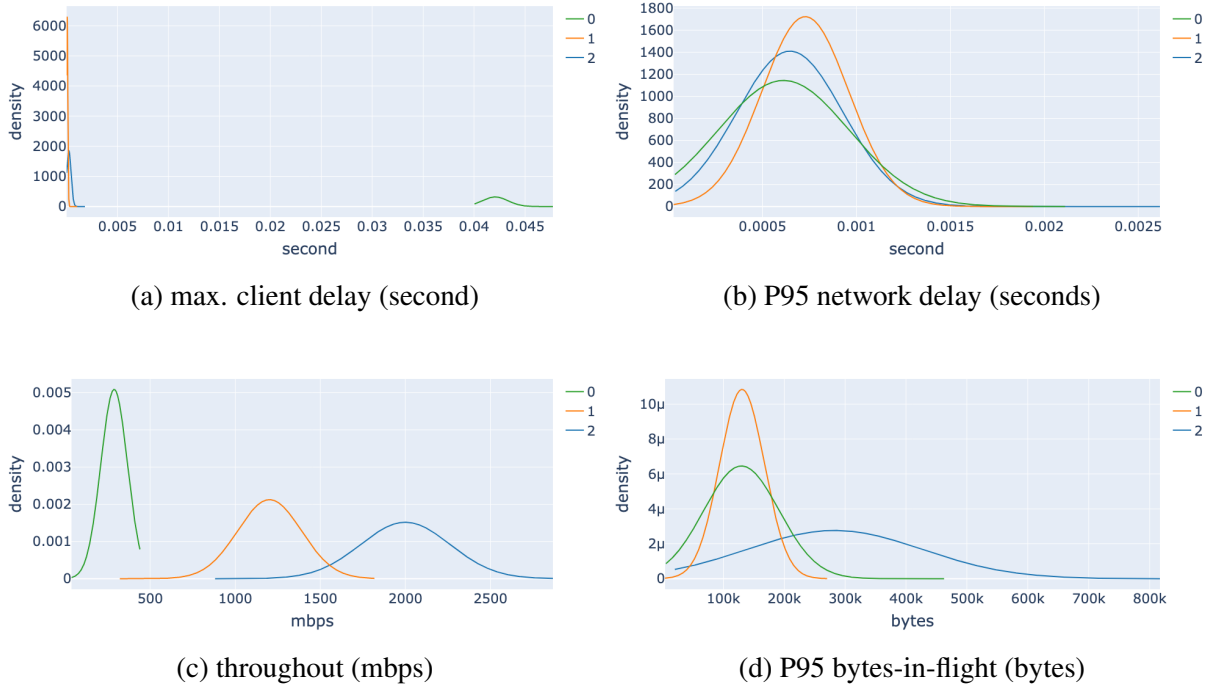 6000
5000
4000
3000
2000
1000
0
density
0.005 0.01 0.015 0.02 0.025 0.03 0.035 0.04 0.045
second
0
1
2
(a) max. client delay (second)
1800
1600
1400
1200
1000
800
600
400
200
0
density
0.0005 0.001 0.0015 0.002 0.0025
second
0
1
2
(b) P95 network delay (seconds)
0.005
0.004
0.003
0.002
0.001
0
density
500 1000 1500 2000 2500
mbps
0
1
2
(c) throughout (mbps)
10μ
8μ
6μ
4μ
2μ
0
density
100k 200k 300k 400k 500k 600k 700k 800k
bytes
0
1
2
(d) P95 bytes-in-flight (bytes)